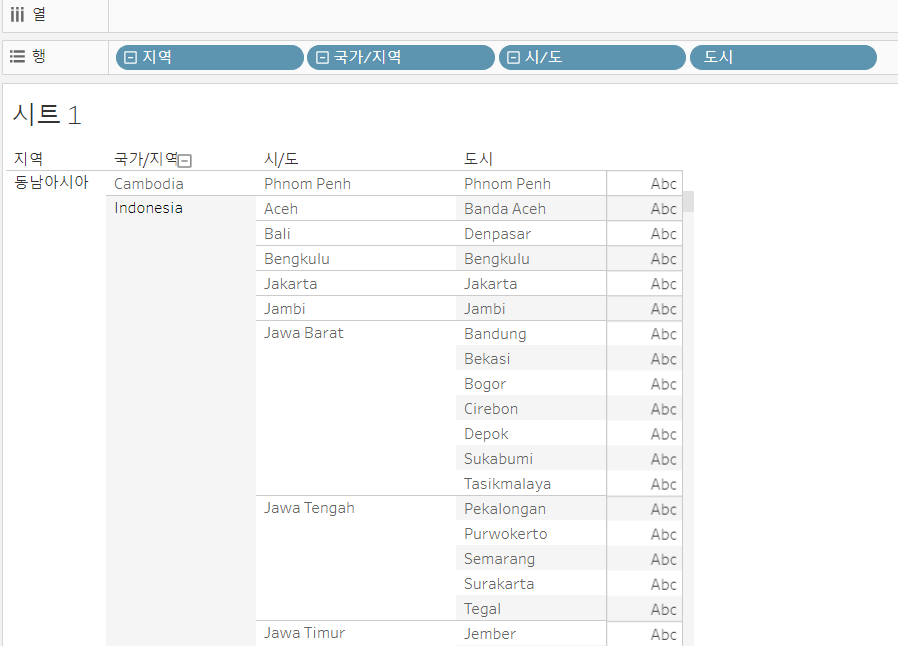 열
행 지역 국가/지역 시/도 도시
시트 1
지역 국가/지역 시/도 도시
동남아시아 Cambodia Phnom Penh Phnom Penh Abc
Indonesia Aceh Banda Aceh Abc
Bali Denpasar Abc
Bengkulu Bengkulu Abc
Jakarta Jakarta Abc
Jambi Jambi Abc
Jawa Barat Bandung Abc
Bekasi Abc
Bogor Abc
Cirebon Abc
Depok Abc
Sukabumi Abc
Tasikmalaya Abc
Jawa Tengah Pekalongan Abc
Purwokerto Abc
Semarang Abc
Surakarta Abc
Tegal Abc
Jawa Timur Jember Abc